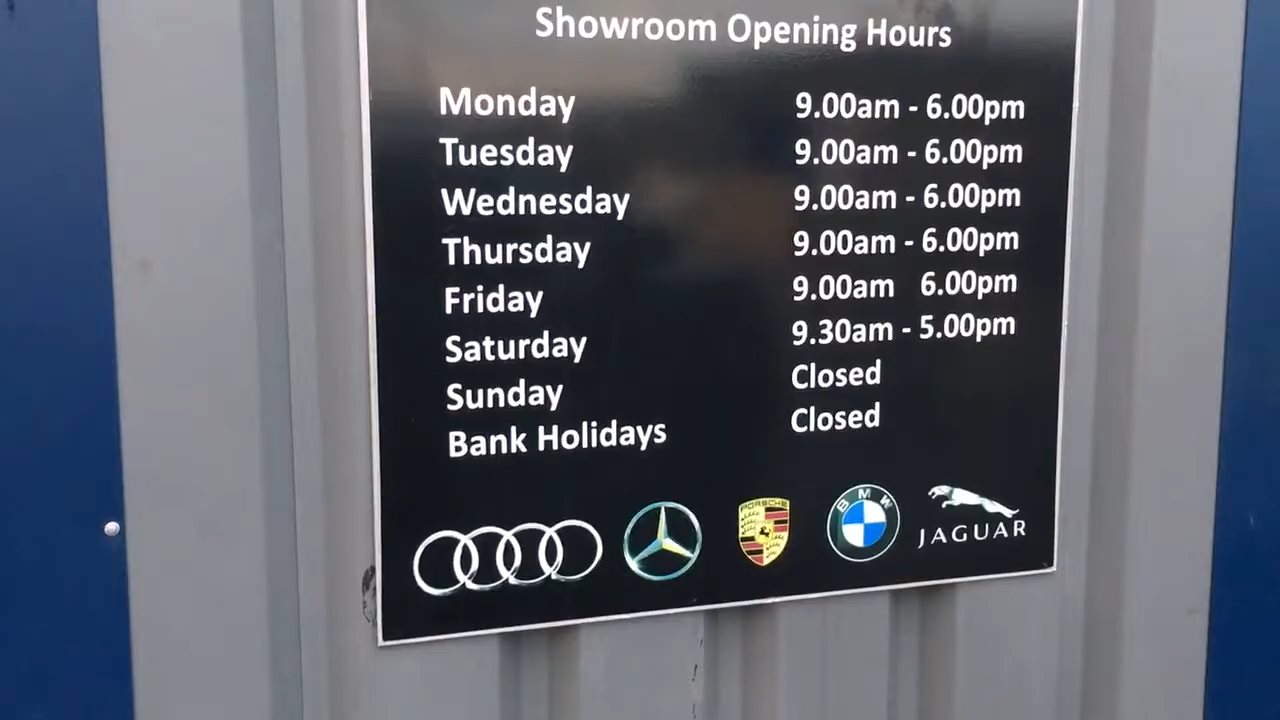 Showroom Opening Hours
Monday 9.00am - 6.00pm
Tuesday 9.00am - 6.00pm
Wednesday 9.00am - 6.00pm
Thursday 9.00am - 6.00pm
Friday 9.00am 6.00pm
Saturday 9.30am - 5.00pm
Sunday Closed
Bank Holidays Closed
PORSCHE
BMW
JAGUAR